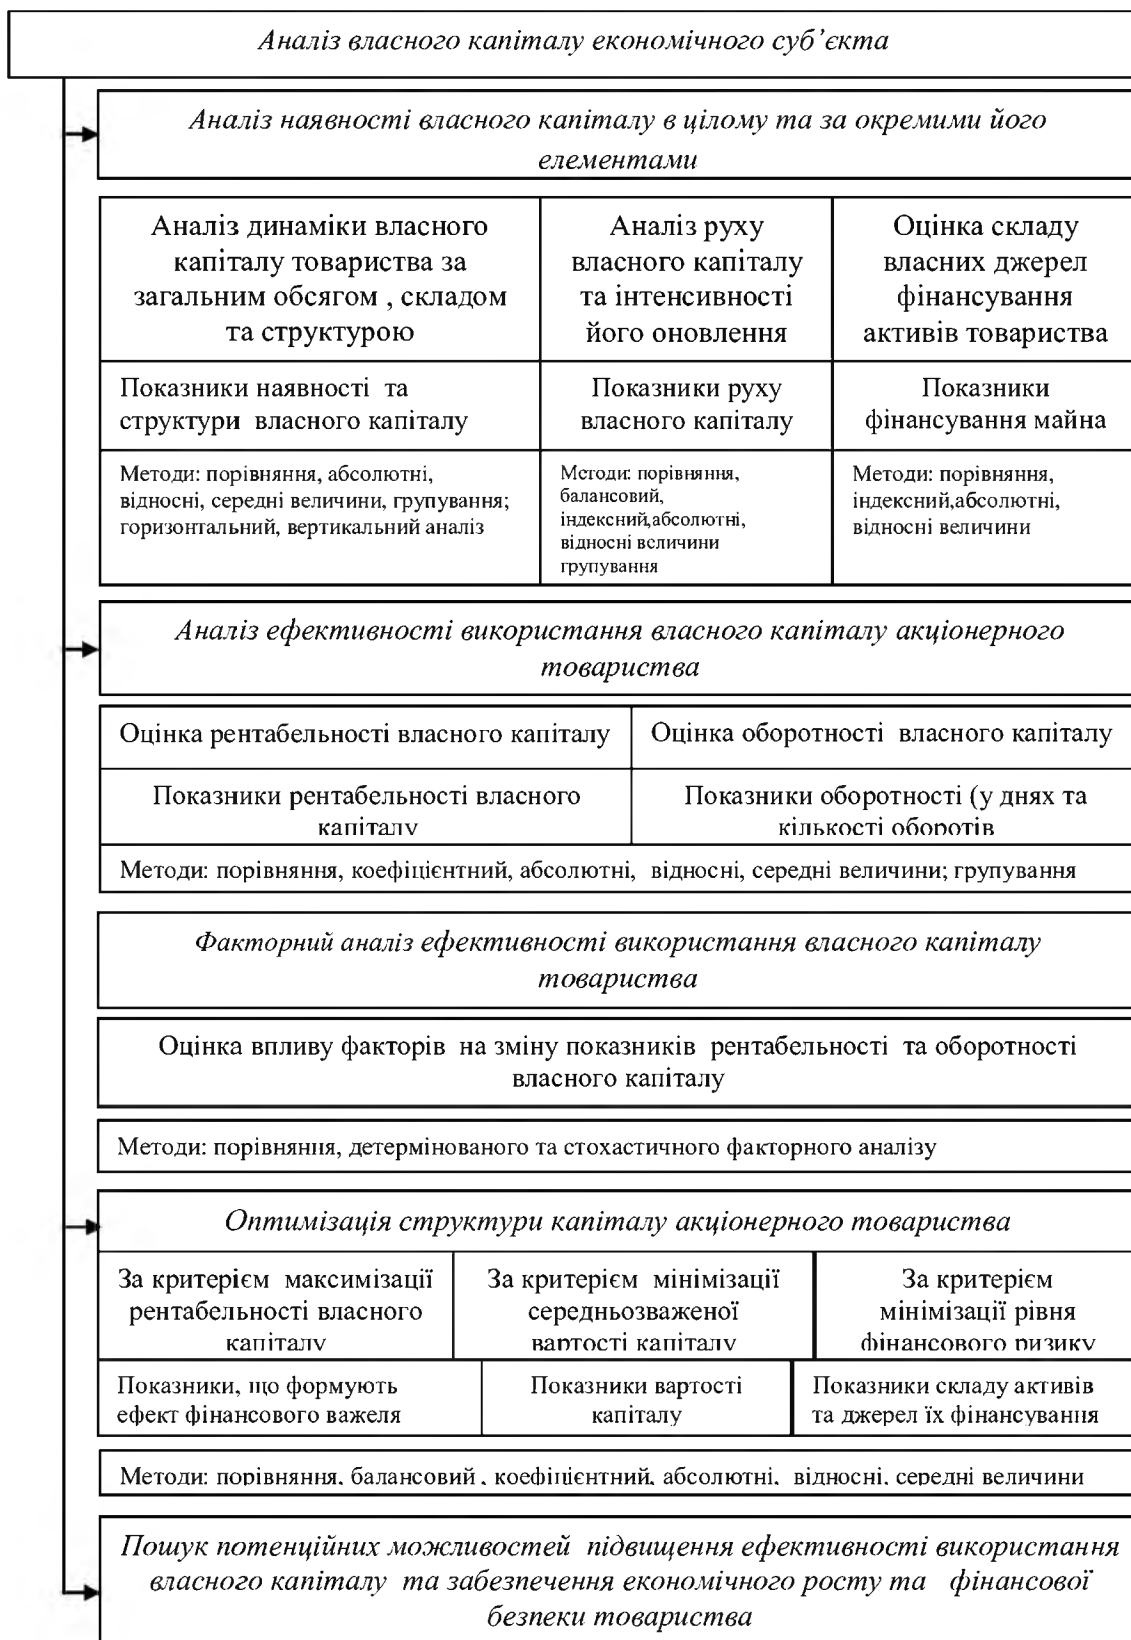 Аналіз власного капіталу економічного суб’єкта
Аналіз наявності власного капіталу в цілому та за окремими його
елементами
Аналіз динаміки власного
капіталу товариства за
загальним обсягом , складом
та структурою
Аналіз руху
власного капіталу
та інтенсивності
його оновлення
Оцінка складу
власних джерел
фінансування
активів товариства
Показники наявності та
структури власного капіталу
Показники руху
власного капіталу
Показники
фінансування майна
Методи: порівняння, абсолютні,
відносні, середні величини, групування;
горизонтальний, вертикальний аналіз
Методи: порівняння,
балансовий,
індексний,абсолютні,
відносні величини
групування
Методи: порівняння,
індексний,абсолютні,
відносні величини
Аналіз ефективності використання власного капіталу акціонерного
товариства
Оцінка рентабельності власного капіталу
Оцінка оборотності власного капіталу
Показники рентабельності власного
капіталу
Показники оборотності (у днях та
кількості оборотів
Методи: порівняння, коефіцієнтний, абсолютні, відносні, середні величини; групування
Факторний аналіз ефективності використання власного капіталу
товариства
Оцінка впливу факторів на зміну показників рентабельності та оборотності
власного капіталу
Методи: порівняння, детермінованого та стохастичного факторного аналізу
Оптимізація структури капіталу акціонерного товариства
За критерієм максимізації
рентабельності власного
капіталу
За критерієм мінімізації
середньозваженої
вартості капіталу
За критерієм
мінімізації рівня
фінансового ризику
Показники, що формують
ефект фінансового важеля
Показники вартості
капіталу
Показники складу активів
та джерел їх фінансування
Методи: порівняння, балансовий , коефіцієнтний, абсолютні, відносні, середні величини
Пошук потенційних можливостей підвищення ефективності використання
власного капіталу та забезпечення економічного росту та фінансової
безпеки товариства